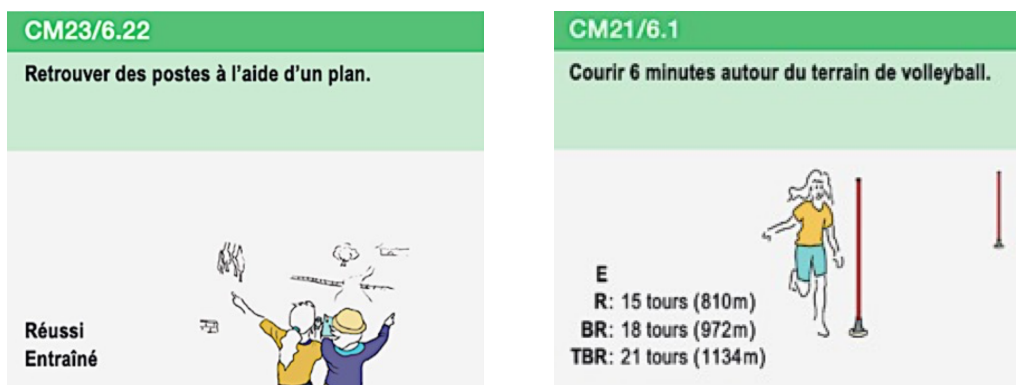 CM23/6.22
Retrouver des postes à l'aide d'un plan.
Réussi
Entraîné
CM21/6.1
Courir 6 minutes autour du terrain de volleyball.
E
R: 15 tours (810m)
BR: 18 tours (972m)
TBR: 21 tours (1134m)